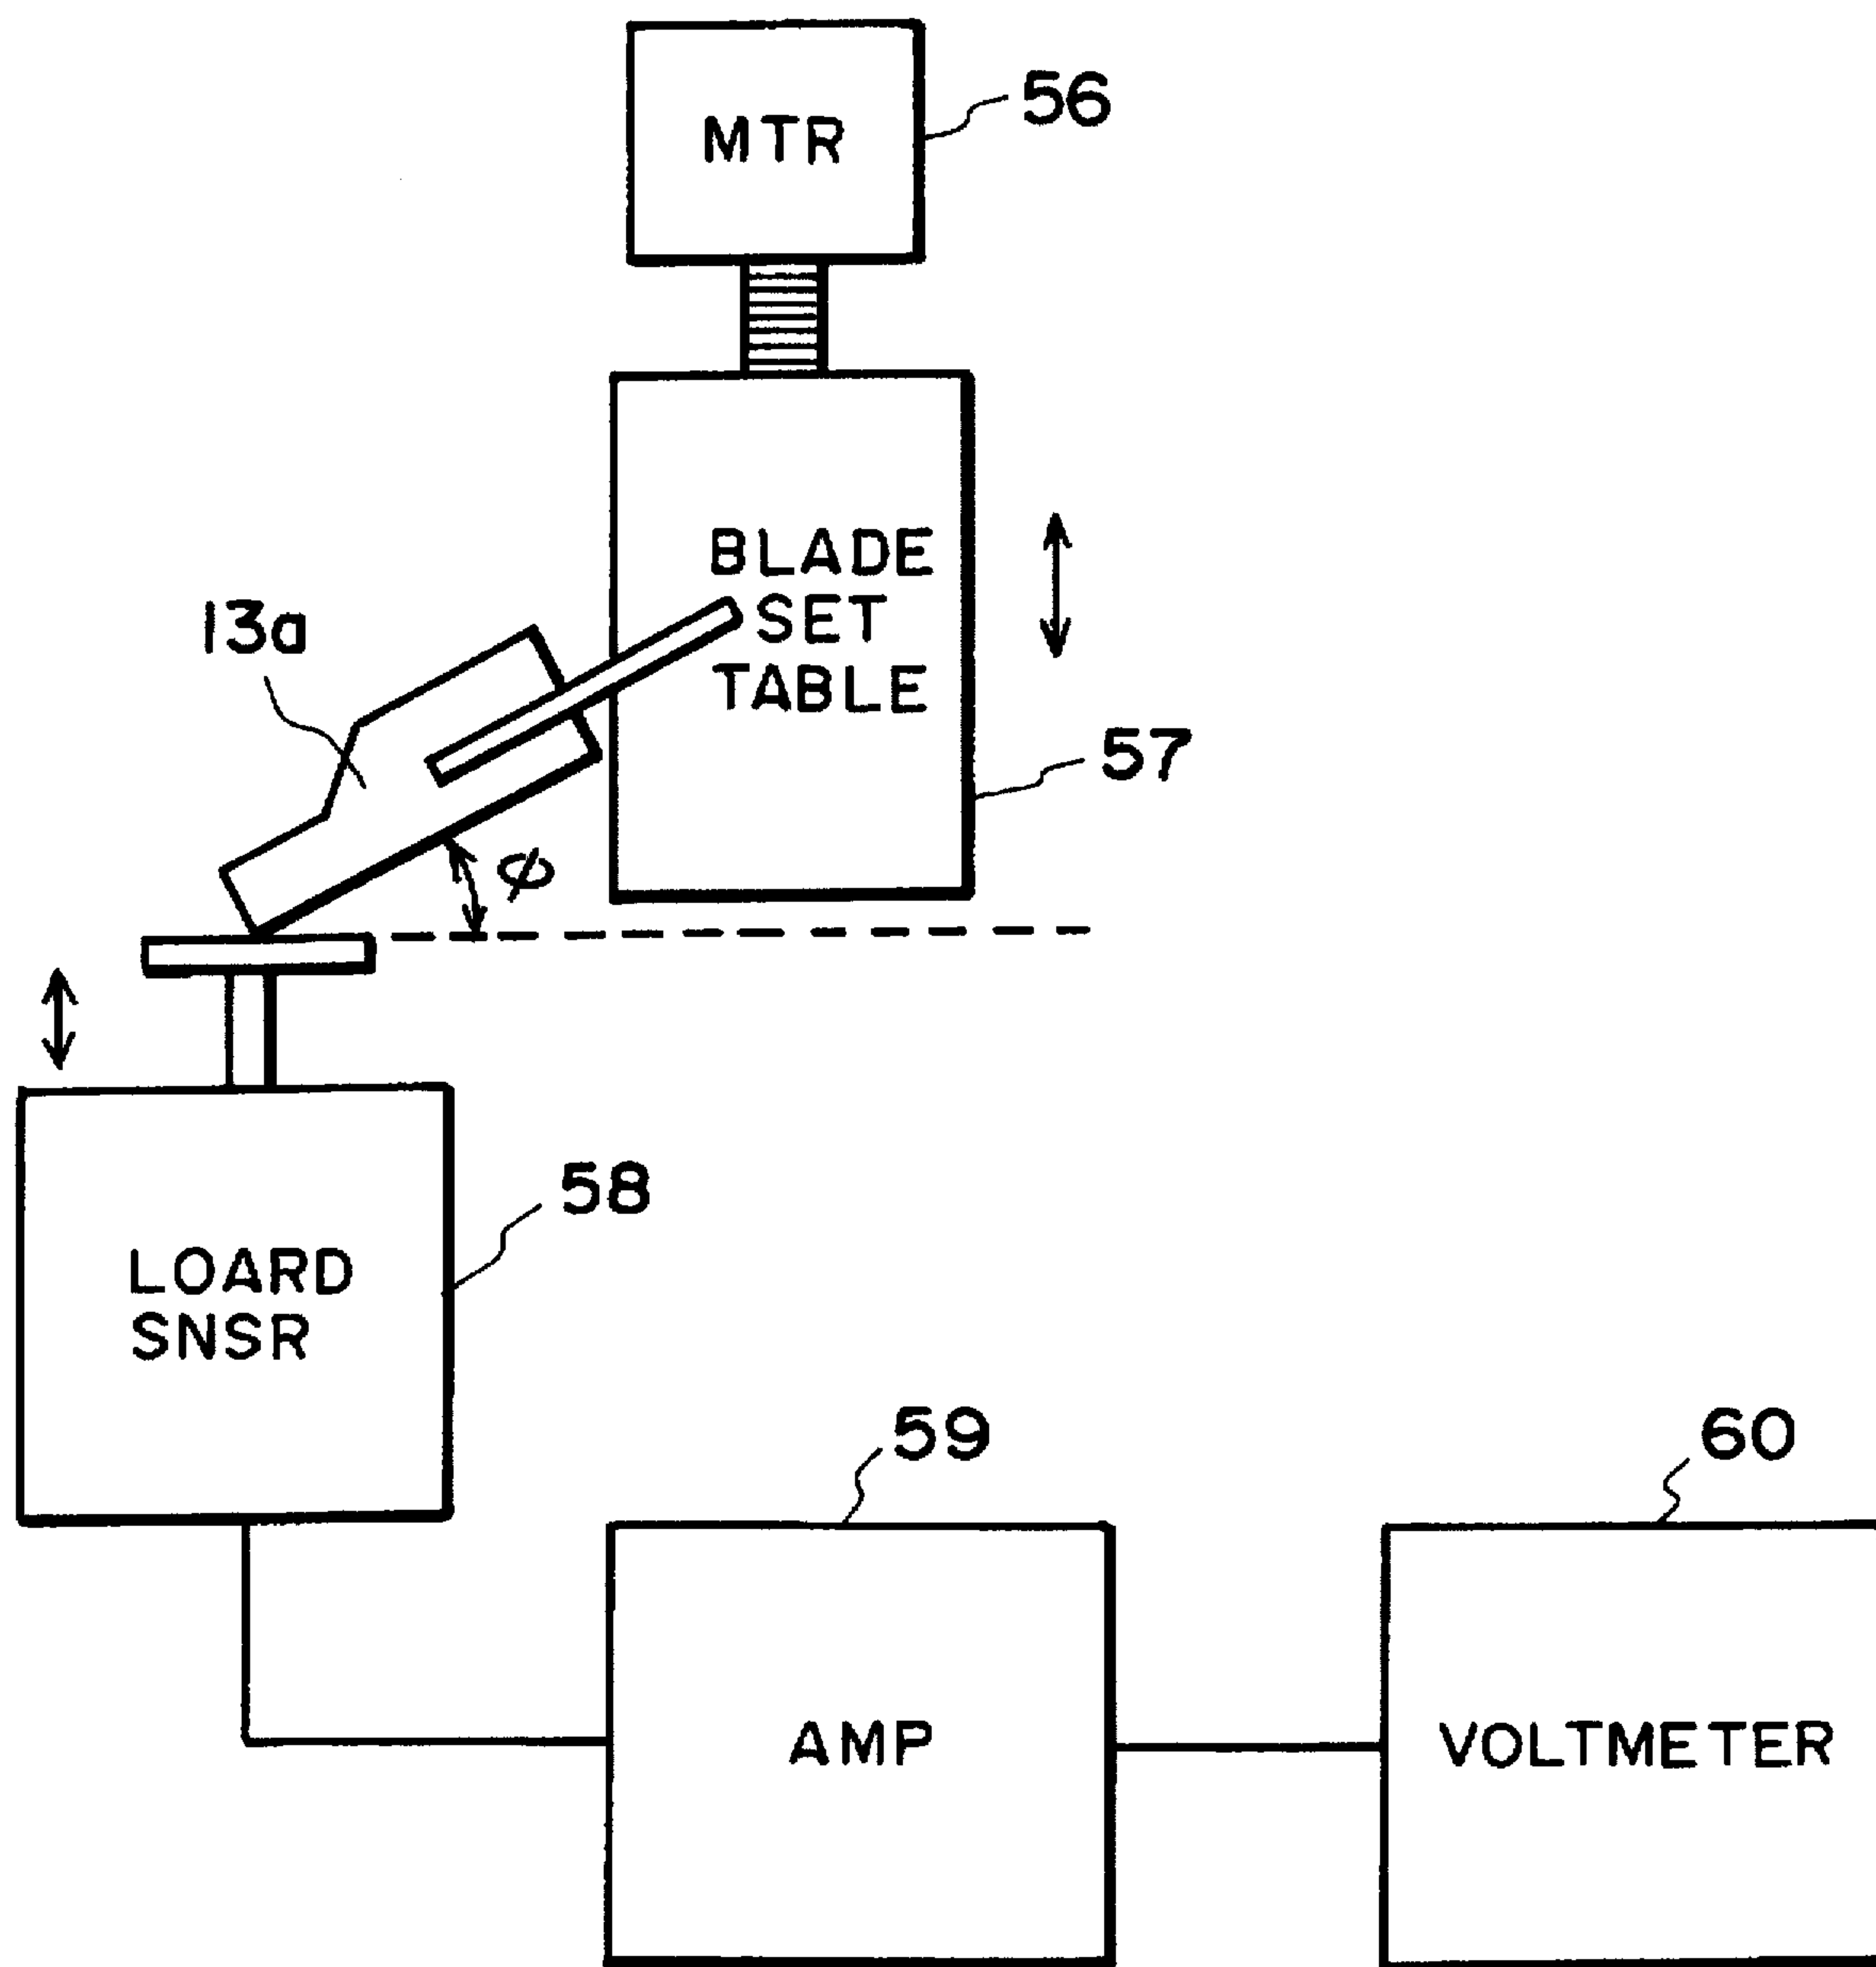 MTR
56
BLADE
SET
TABLE
13a
57
φ
58
LOARD
SNSR
59
60
AMP
VOLTMETER